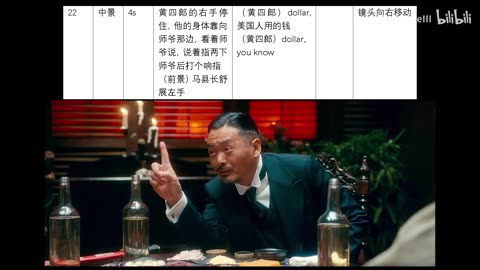 22
中景
4s
黄四郎的右手停
住,他的身体靠向
师爷那边,看着师
爷说,说着指两下
师爷后打个响指
(前景)马县长舒
展左手
(黄四郎)dollar,
美国人用的钱
(黄四郎)dollar,
you know
镜头向右移动
bilibili